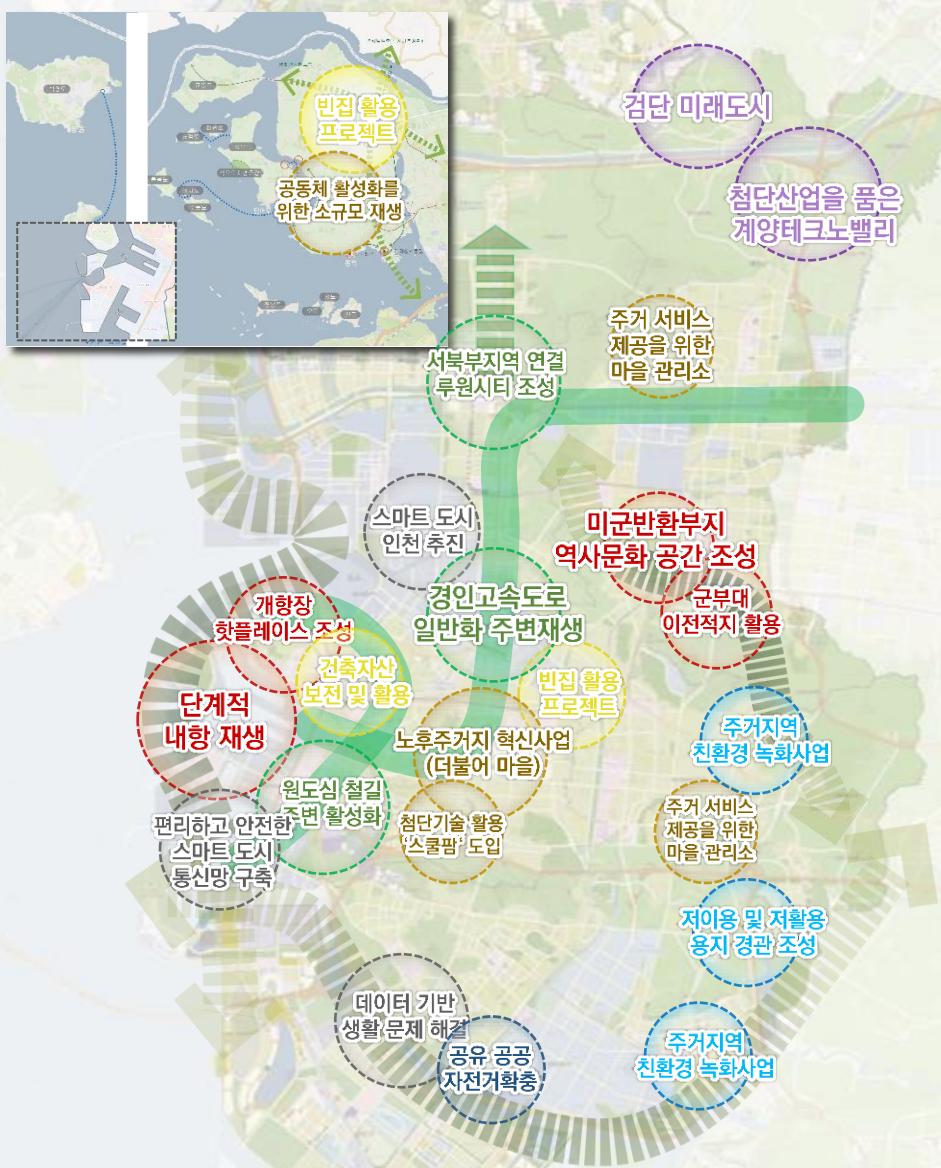 빈집 활용
프로젝트
공동체 활성화를
위한 소규모 재생
검단 미래도시
첨단산업을 품은
계양테크노밸리
주거 서비스
제공을 위한
마을 관리소
서북부지역 연결
루원시티 조성
스마트 도시
인천 추진
미군반환부지
역사문화 공간 조성
경인고속도로
일반화 주변재생
군부대
이전적지 활용
개항장
핫플레이스 조성
건축자산
보전 및 활용
빈집 활용
프로젝트
단계적
내항 재생
노후주거지 혁신사업
(더불어 마을)
주거지역
친환경 녹화사업
원도심 철길
주변 활성화
편리하고 안전한
스마트 도시
통신망 구축
첨단기술 활용
'스쿨팜' 도입
주거 서비스
제공을 위한
마을 관리소
저이용 및 저활용
용지 경관 조성
데이터 기반
생활 문제 해결
공유 공공
자전거확충
주거지역
친환경 녹화사업